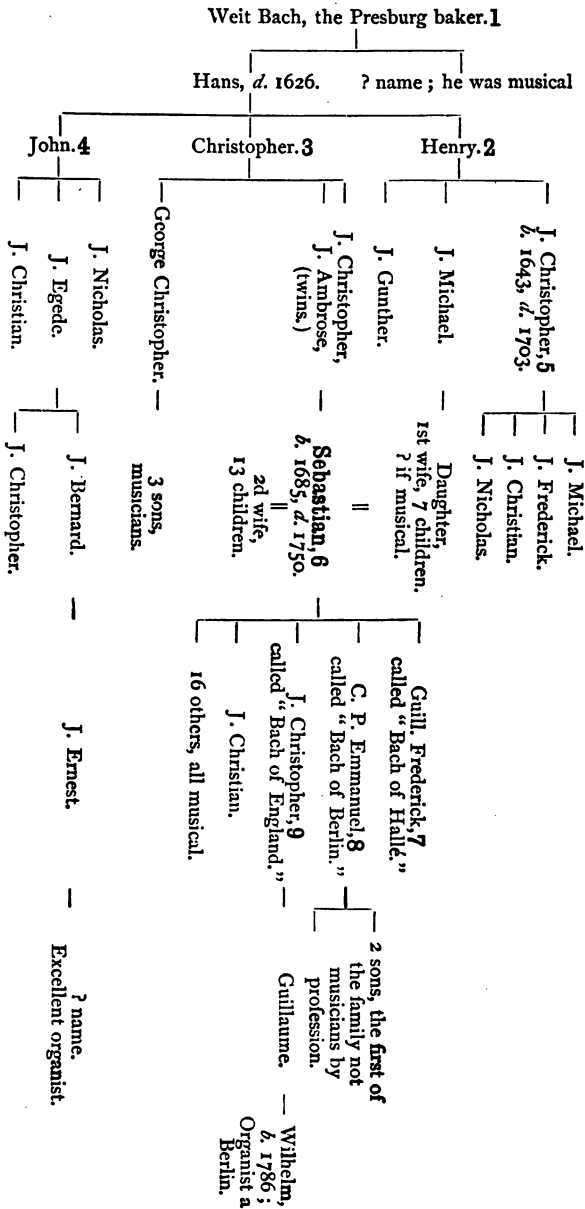 Weit Bach, the Presburg baker.1
Hans, d. 1626.
? name ; he was musical
John.4
Christopher.3
Henry.2
J. Christian.
J. Egede.
J. Nicholas.
George Christopher. —
J. Christopher,
J. Ambrose,
(twins.)
J. Gunther.
J. Michael.
J. Christopher,5
b. 1643, d. 1703.
J. Christopher.
J. Bernard.
3 sons,
musicians.
Sebastian,6
b. 1685, d. 1750.
=
2d wife,
13 children.
=
Daughter,
1st wife, 7 children.
? if musical.
J. Michael.
J. Frederick.
J. Christian.
J. Nicholas.
J. Ernest.
Guill. Frederick,7
called "Bach of Hallé."
C. P. Emmanuel,8
called "Bach of Berlin."
J. Christopher,9
called "Bach of England."
J. Christian.
16 others, all musical.
? name.
Excellent organist.
2 sons, the first of
the family not
musicians by
profession.
Guillaume.
Wilhelm,
b. 1786 ;
Organist a
Berlin.